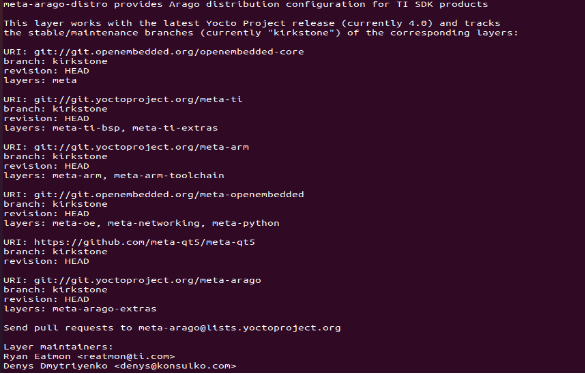 meta-arago-distro provides Arago distribution configuration for TI SDK products
This layer works with the latest Yocto Project release (currently 4.0) and tracks
the stable/maintenance branches (currently "kirkstone") of the corresponding layers:
URI: git://git.openembedded.org/openembedded-core
branch: kirkstone
revision: HEAD
layers: meta
URI: git://git.yoctoproject.org/meta-ti
branch: kirkstone
revision: HEAD
layers: meta-ti-bsp, meta-ti-extras
URI: git://git.yoctoproject.org/meta-arm
branch: kirkstone
revision: HEAD
layers: meta-arm, meta-arm-toolchain
URI: git://git.openembedded.org/meta-openembedded
branch: kirkstone
revision: HEAD
layers: meta-oe, meta-networking, meta-python
URI: https://github.com/meta-qt5/meta-qt5
branch: kirkstone
revision: HEAD
URI: git://git.yoctoproject.org/meta-arago
branch: kirkstone
revision: HEAD
layers: meta-arago-extras
Send pull requests to meta-arago@lists.yoctoproject.org
Layer maintainers:
Ryan Eatmon <reatmon@ti.com>
Denys Dmytriyenko <denys@konsulko.com>